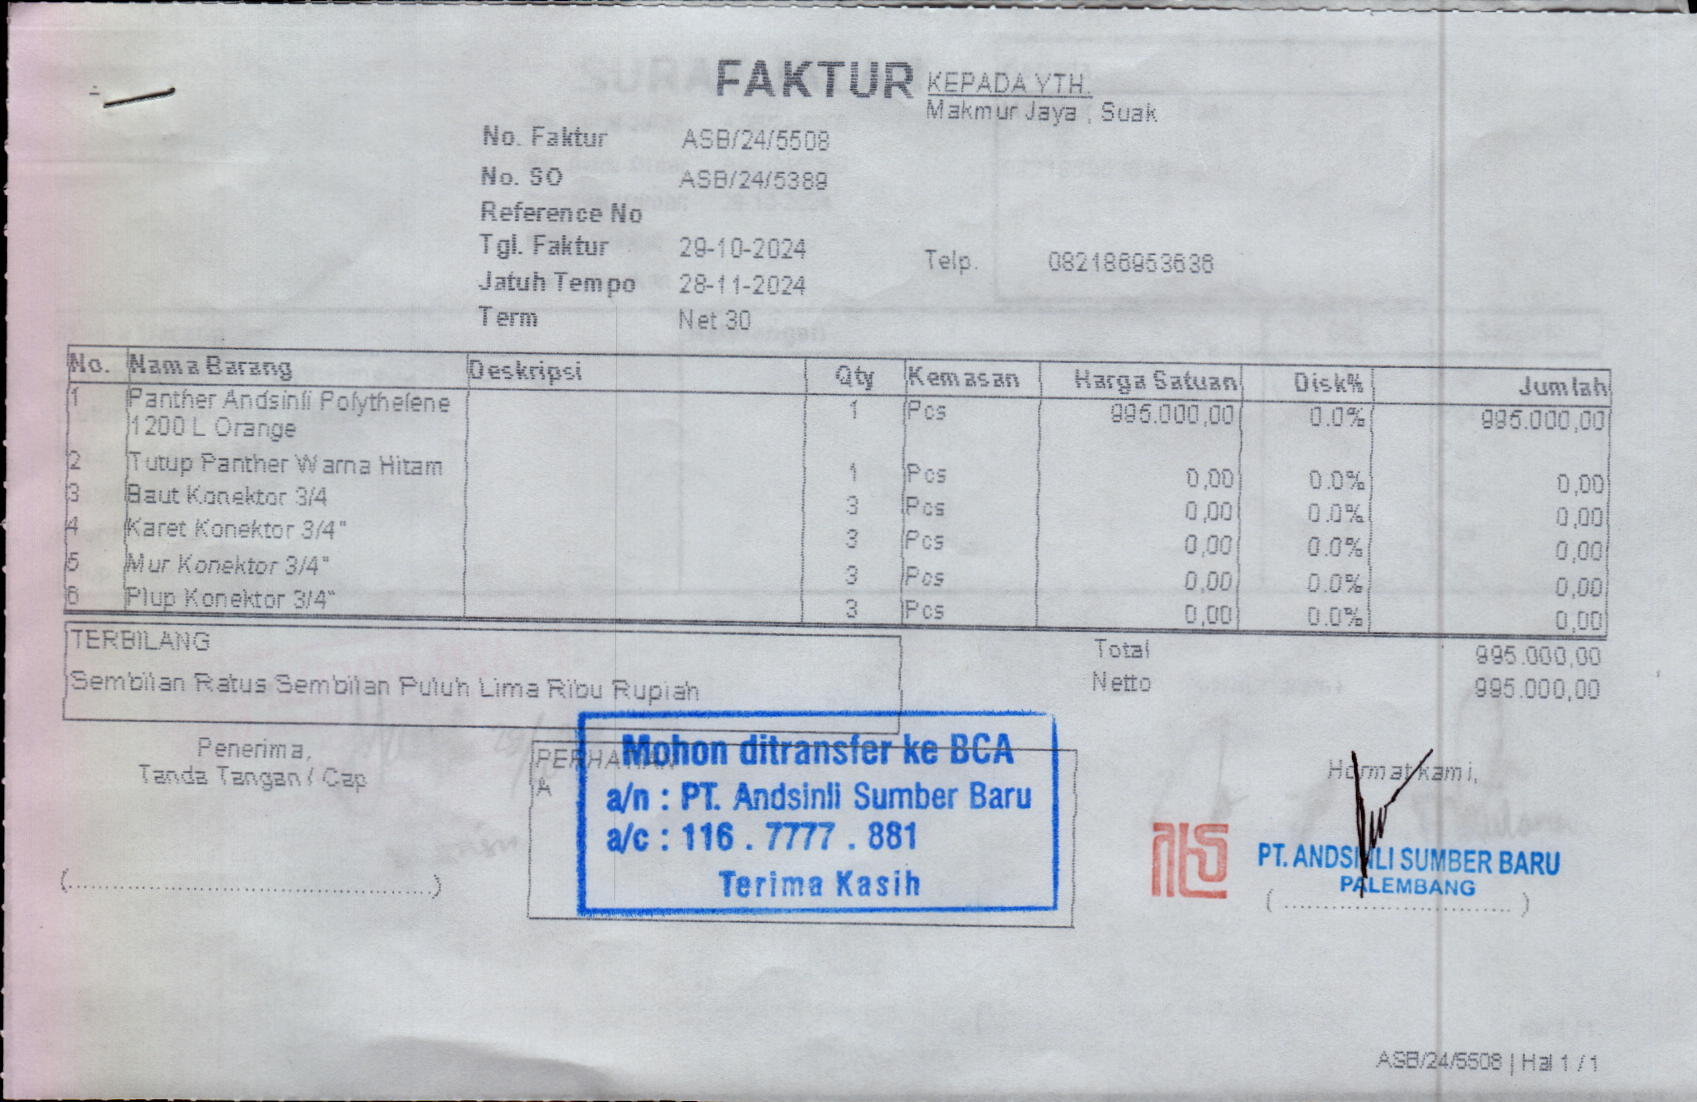 FAKTUR
KEPADA YTH.
Makmur Jaya , Suak
No. Faktur ASB/24/5508
No. SO ASB/24/5389
Reference No
Tgl. Faktur 29-10-2024
Jatuh Tempo 28-11-2024
Term Net 30
Telp. 082186953636
No. Nama Barang Deskripsi Qty Kemasan Harga Satuan Disk% Jumlah
1 Panther Andsinli Polythelene 1 Pcs 995.000,00 0.0% 995.000,00
1200 L Orange
2 Tutup Panther Warna Hitam 1 Pcs 0,00 0.0% 0,00
3 Baut Konektor 3/4 3 Pcs 0,00 0.0% 0,00
4 Karet Konektor 3/4" 3 Pcs 0,00 0.0% 0,00
5 Mur Konektor 3/4" 3 Pcs 0,00 0.0% 0,00
6 Plup Konektor 3/4" 3 Pcs 0,00 0.0% 0,00
TERBILANG
Sembilan Ratus Sembilan Puluh Lima Ribu Rupiah
Total 995.000,00
Netto 995.000,00
Penerima,
Tanda Tangan / Cap
(................................................)
PERHATIAN
A
Mohon ditransfer ke BCA
a/n : PT. Andsinli Sumber Baru
a/c : 116 . 7777 . 881
Terima Kasih
Hormat kami,
PT. ANDSINLI SUMBER BARU
PALEMBANG
( .............................. )
ASB/24/5508 | Hal 1 / 1